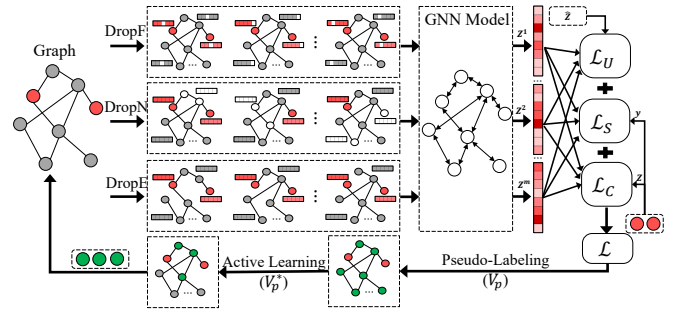 Graph
DropF
DropN
DropE
GNN Model
Z¹
Z²
Zᵐ
z̄
ℒ_U
ℒ_S
ℒ_C
ℒ
y
Z
Active Learning
(V_p^*)
Pseudo-Labeling
(V_p)